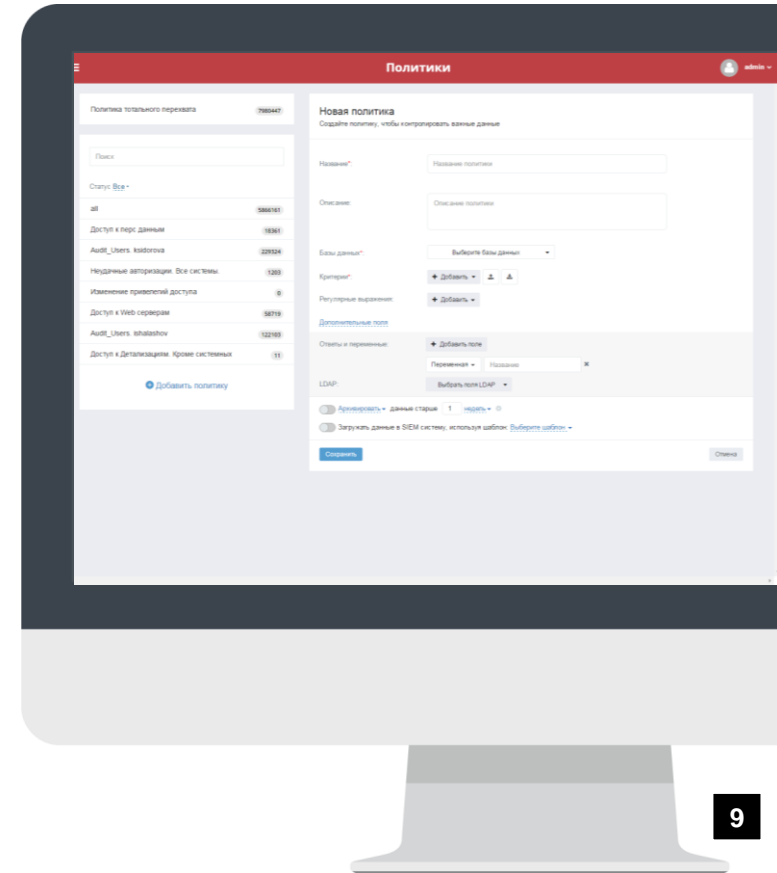 Политики
admin
Политика тотального перехвата 7980447
Поиск
Статус Все
all 5866161
Доступ к перс данным 18361
Audit_Users. ksidorova 228524
Неудачные авторизации. Все системы. 1203
Изменение привелегий доступа 0
Доступ к Web серверам 58719
Audit_Users. ishalashov 122103
Доступ к Детализациям. Кроме системных 11
Добавить политику
Новая политика
Создайте политику, чтобы контролировать важные данные
Название*: Название политики
Описание: Описание политики
Базы данных*: Выберите базы данных
Критерии*: + Добавить
Регулярные выражения: + Добавить
Дополнительные поля
Ответы и переменные: + Добавить поле
Переменная Название
LDAP: Выбрать поля LDAP
Архивировать данные старше 1 недель
Загружать данные в SIEM систему, используя шаблон: Выберите шаблон
Сохранить Отмена
9